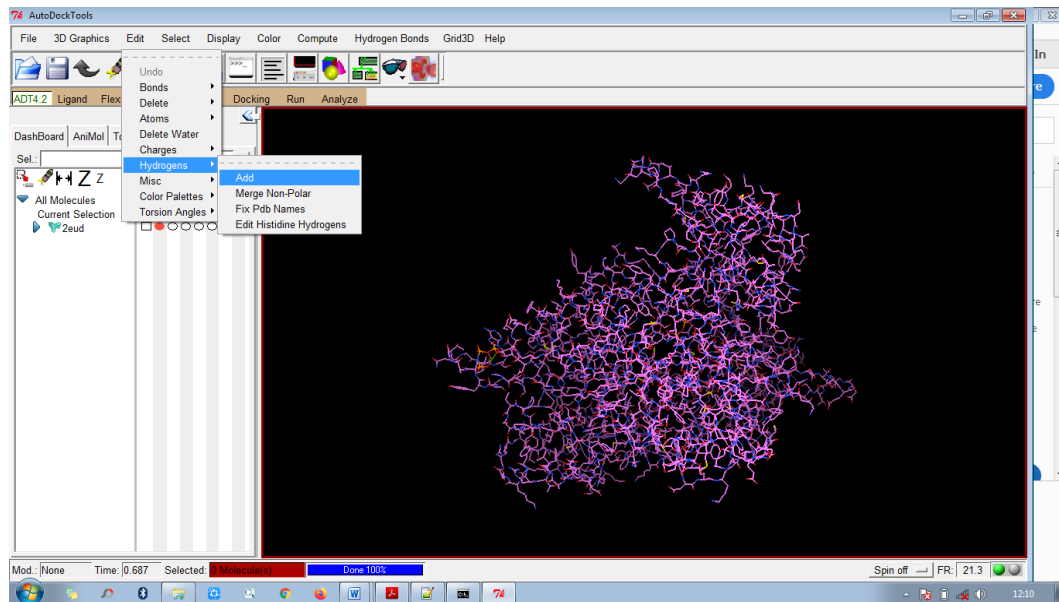 AutoDockTools
File 3D Graphics Edit Select Display Color Compute Hydrogen Bonds Grid3D Help
In
ADT4.2 Ligand Flex Docking Run Analyze
DashBoard AniMol
Sel.:
Z Z
All Molecules
Current Selection
2eud
Undo
Bonds
Delete
Atoms
Delete Water
Charges
Hydrogens
Misc
Color Palettes
Torsion Angles
Add
Merge Non-Polar
Fix Pdb Names
Edit Histidine Hydrogens
Mod.: None Time: 0.687 Selected: 0 Molecule(s) Done 100% Spin off FR: 21.3
12:10